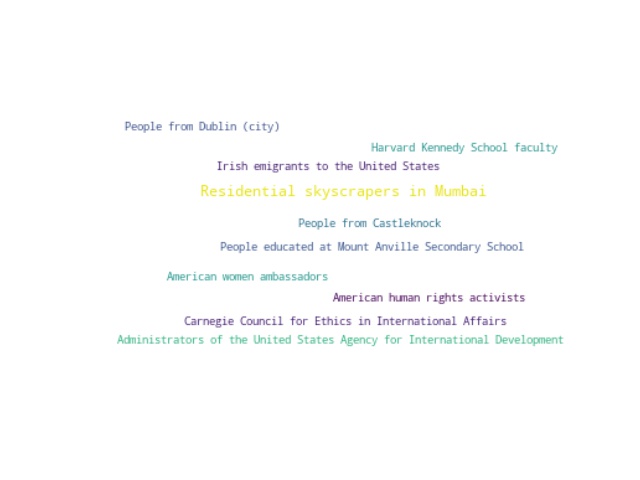 People from Dublin (city)
Harvard Kennedy School faculty
Irish emigrants to the United States
Residential skyscrapers in Mumbai
People from Castleknock
People educated at Mount Anville Secondary School
American women ambassadors
American human rights activists
Carnegie Council for Ethics in International Affairs
Administrators of the United States Agency for International Development